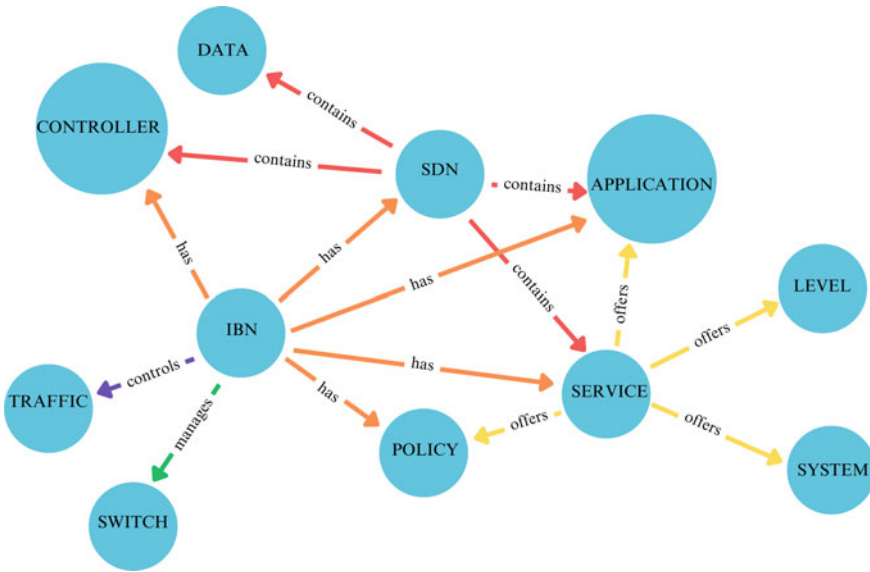 DATA
contains
CONTROLLER
contains
SDN
contains
APPLICATION
has
has
has
contains
offers
LEVEL
offers
IBN
has
controls
has
SERVICE
TRAFFIC
manages
offers
offers
POLICY
SYSTEM
SWITCH